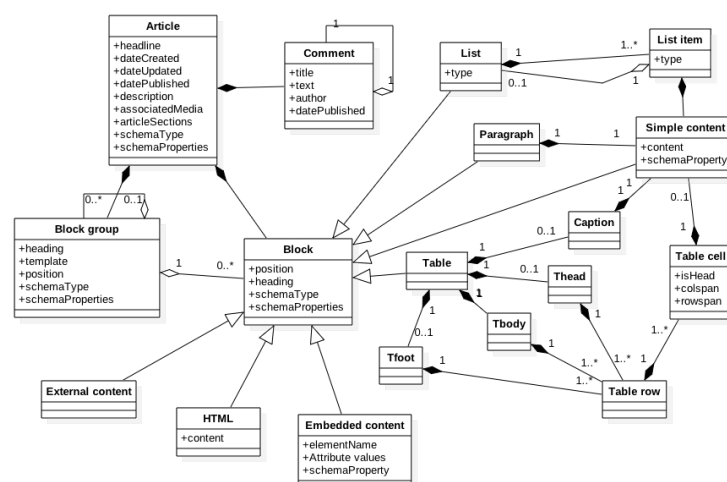 Article
+headline
+dateCreated
+dateUpdated
+datePublished
+description
+associatedMedia
+articleSections
+schemaType
+schemaProperties
1
Comment
+title
+text
+author
+datePublished
1
List
+type
1
1..*
0..1
1
List item
+type
Paragraph
1
1
Simple content
+content
+schemaProperty
1
1
0..1
1
Caption
0..*
0..1
Block group
+heading
+template
+position
+schemaType
+schemaProperties
1
0..*
Block
+position
+heading
+schemaType
+schemaProperties
Table
1
0..1
1
0..1
1
1
1
0..1
Thead
1
1..*
Table cell
+isHead
+colspan
+rowspan
1..*
1
Tbody
1
1..*
Tfoot
1
1..*
Table row
External content
HTML
+content
Embedded content
+elementName
+Attribute values
+schemaProperty